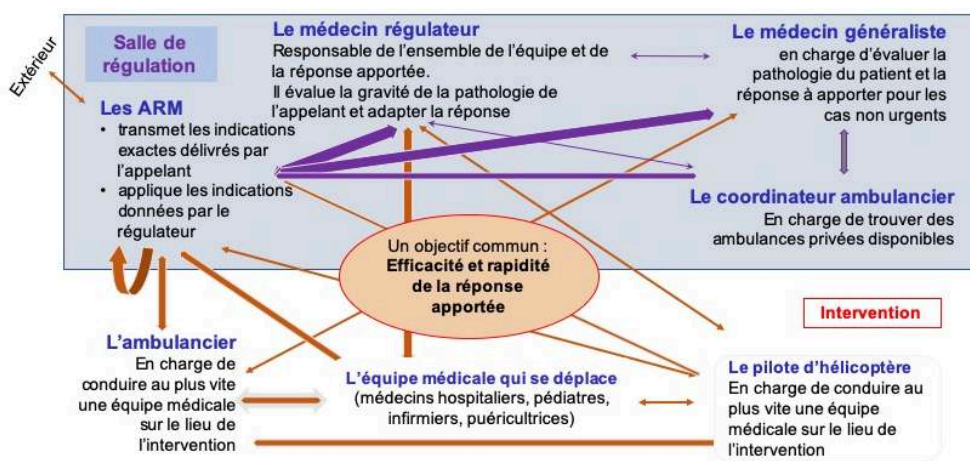 Extérieur
Salle de
régulation
Les ARM
• transmet les indications
exactes délivrés par
l'appelant
• applique les indications
données par le
régulateur
Le médecin régulateur
Responsable de l'ensemble de l'équipe et de
la réponse apportée.
Il évalue la gravité de la pathologie de
l'appelant et adapter la réponse
Le médecin généraliste
en charge d'évaluer la
pathologie du patient et la
réponse à apporter pour les
cas non urgents
Le coordinateur ambulancier
En charge de trouver des
ambulances privées disponibles
Un objectif commun :
Efficacité et rapidité
de la réponse
apportée
Intervention
L'ambulancier
En charge de
conduire au plus vite
une équipe médicale
sur le lieu de
l'intervention
L'équipe médicale qui se déplace
(médecins hospitaliers, pédiatres,
infirmiers, puéricultrices)
Le pilote d'hélicoptère
En charge de conduire au
plus vite une équipe
médicale sur le lieu de
l'intervention